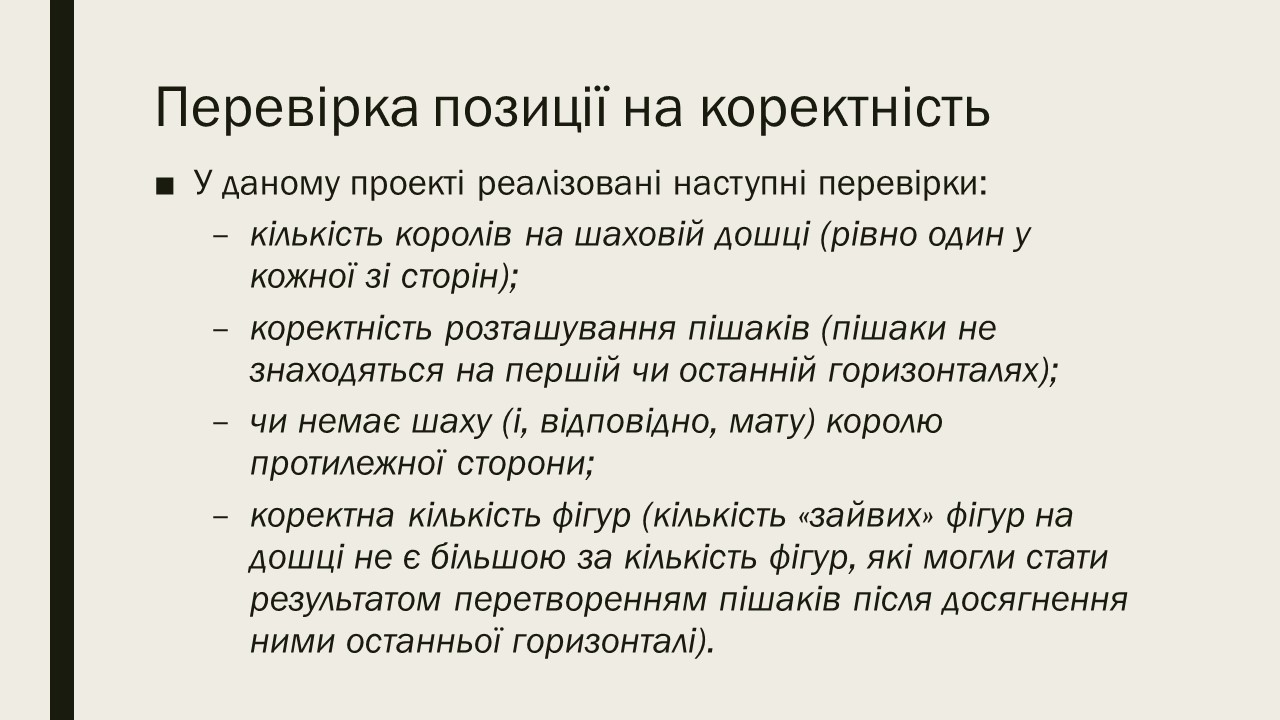 Перевірка позиції на коректність
■ У даному проекті реалізовані наступні перевірки:
– кількість королів на шаховій дошці (рівно один у
кожної зі сторін);
– коректність розташування пішаків (пішаки не
знаходяться на першій чи останній горизонталях);
– чи немає шаху (і, відповідно, мату) королю
протилежної сторони;
– коректна кількість фігур (кількість «зайвих» фігур на
дошці не є більшою за кількість фігур, які могли стати
результатом перетворенням пішаків після досягнення
ними останньої горизонталі).